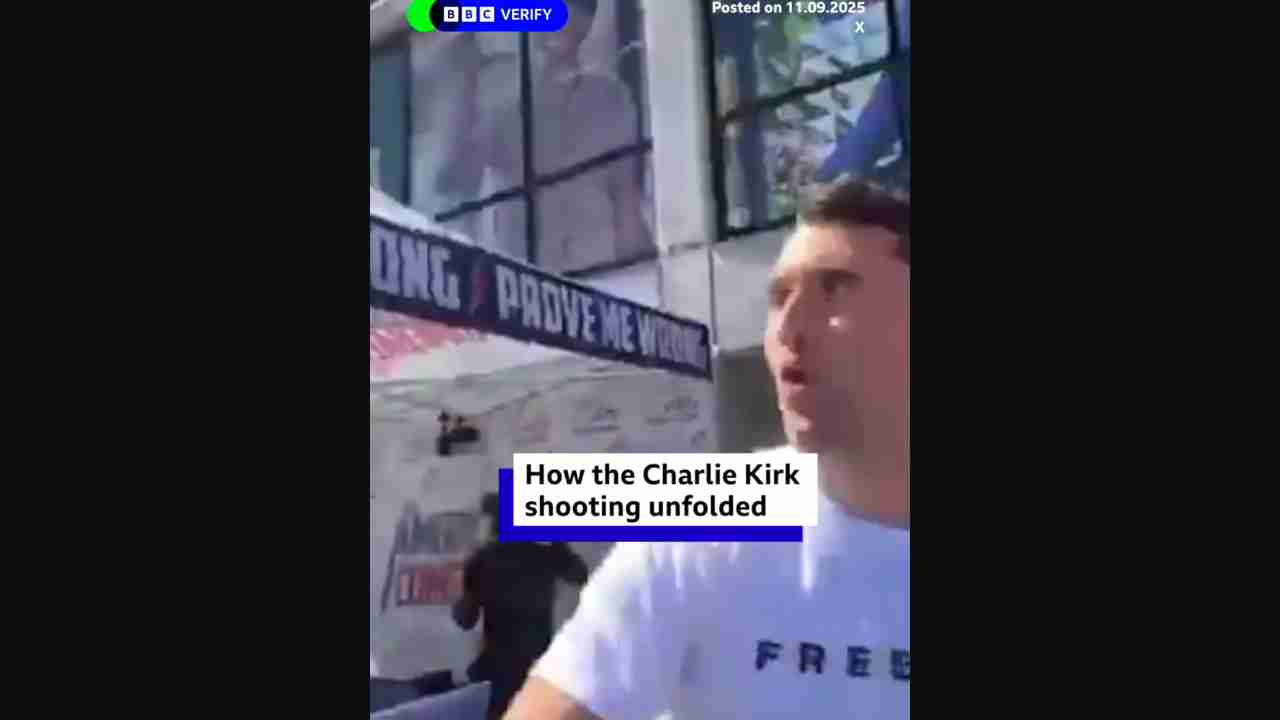 BBC VERIFY
Posted on 11.09.2025
X
ONG / PROVE ME WRONG
How the Charlie Kirk
shooting unfolded
FREE